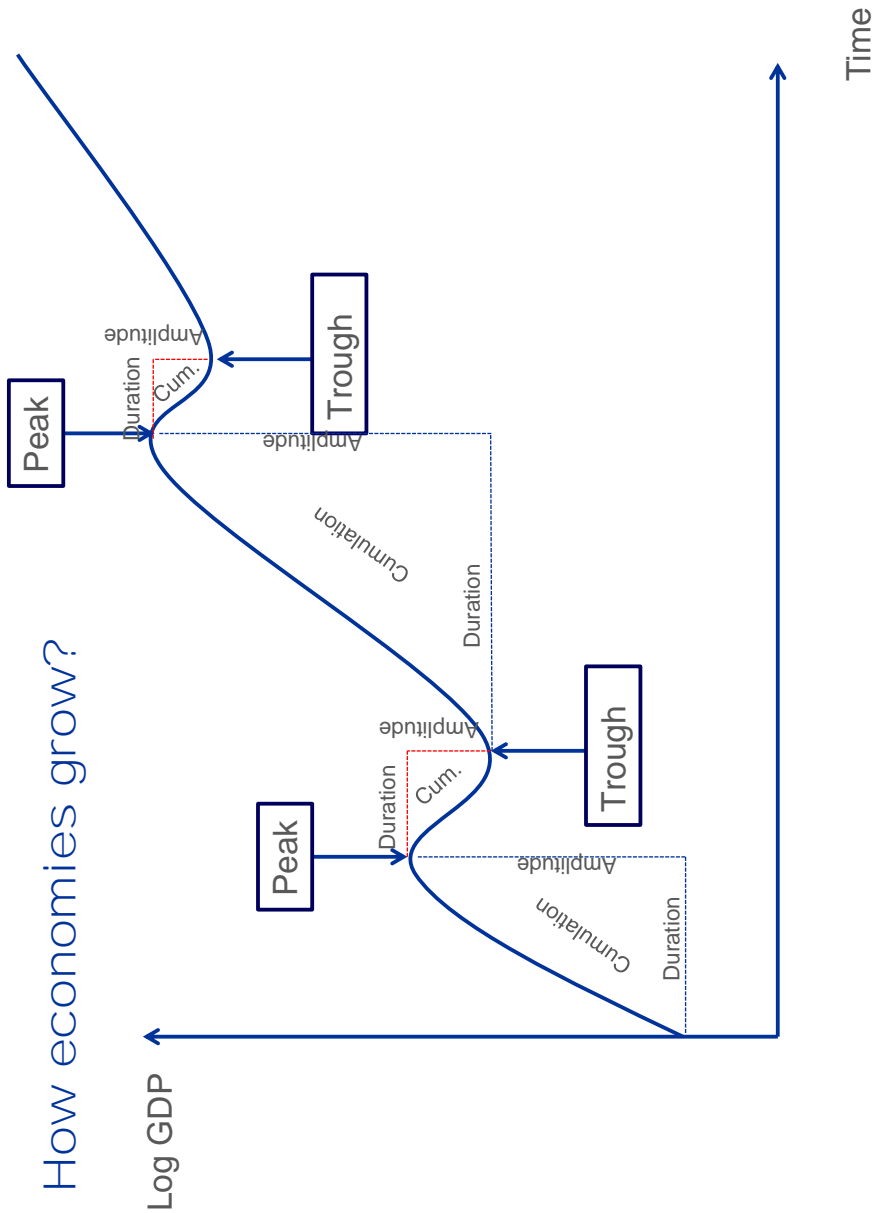 How economies grow?
Log GDP
Peak
Duration
Cum.
Amplitude
Trough
Amplitude
Cumulation
Duration
Peak
Duration
Cum.
Amplitude
Trough
Amplitude
Cumulation
Duration
Time